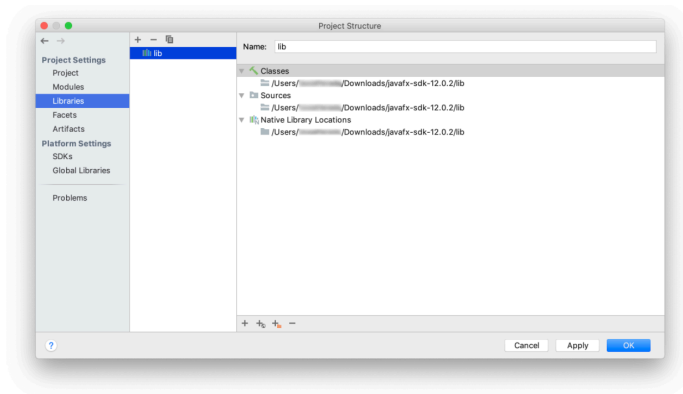 Project Structure
Project Settings
Project
Modules
Libraries
Facets
Artifacts
Platform Settings
SDKs
Global Libraries
Problems
lib
Name: lib
Classes
/Users/ /Downloads/javafx-sdk-12.0.2/lib
Sources
/Users/ /Downloads/javafx-sdk-12.0.2/lib
Native Library Locations
/Users/ /Downloads/javafx-sdk-12.0.2/lib
?
Cancel
Apply
OK